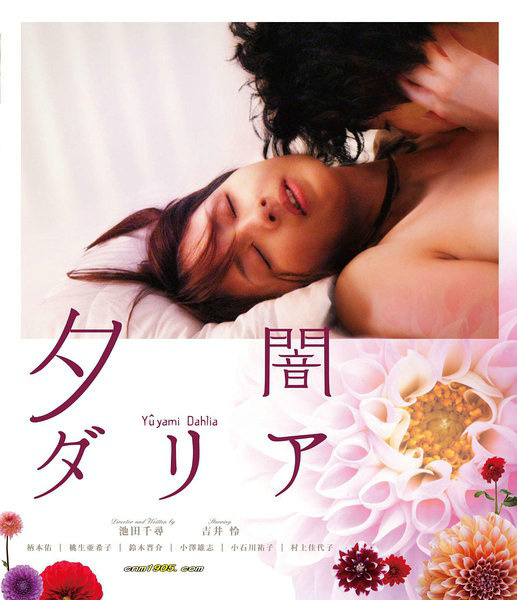 夕闇
ダリア
Yûyami Dahlia
Director and Written by
池田千尋
Starring
吉井 怜
柄本佑 | 桃生亜希子 | 鈴木晋介 | 小澤雄志 | 小石川祐子 | 村上佳代子
cnm1905.com